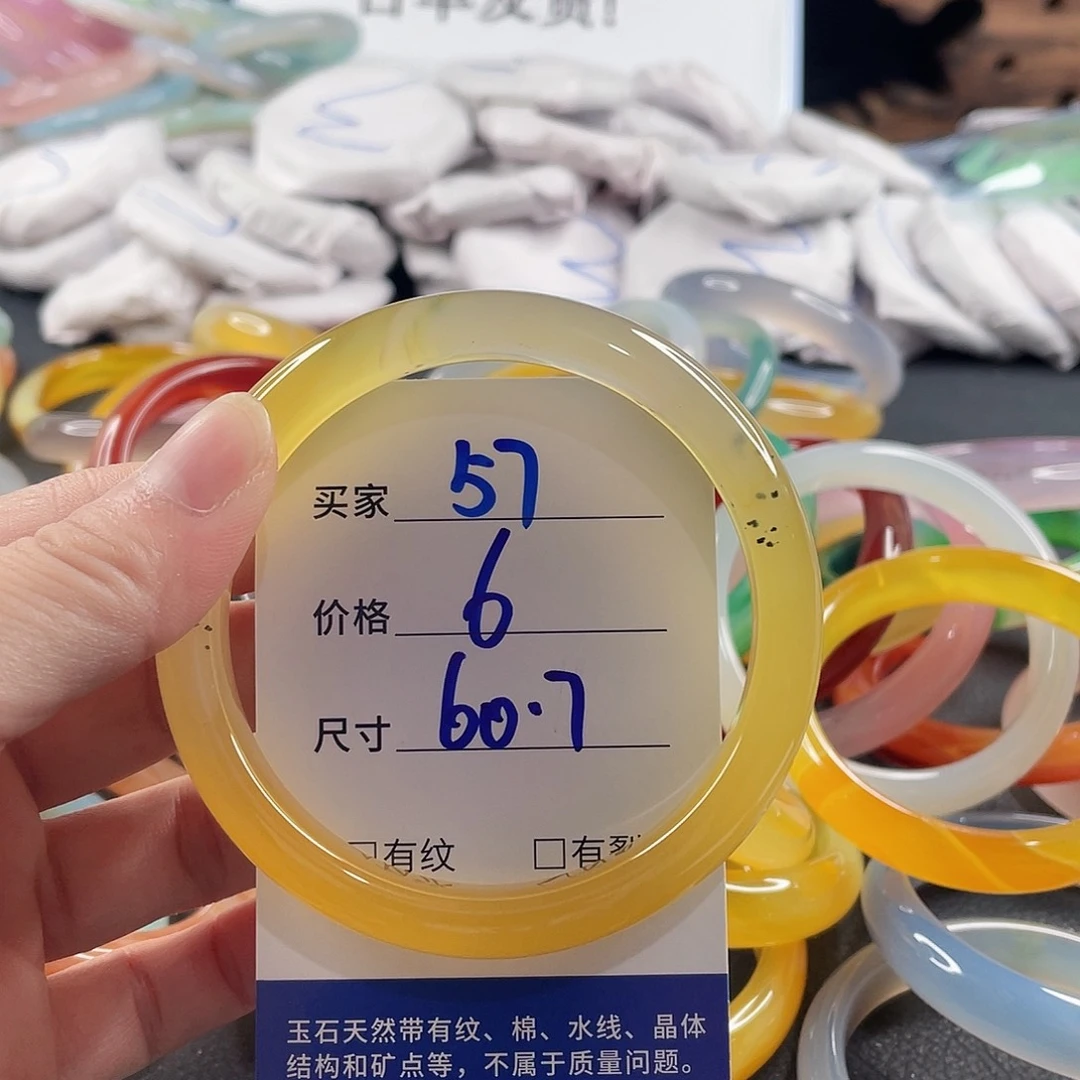 买家 57
价格 6
尺寸 60.7
□有纹 □有裂
玉石天然带有纹、棉、水线、晶体
结构和矿点等，不属于质量问题。